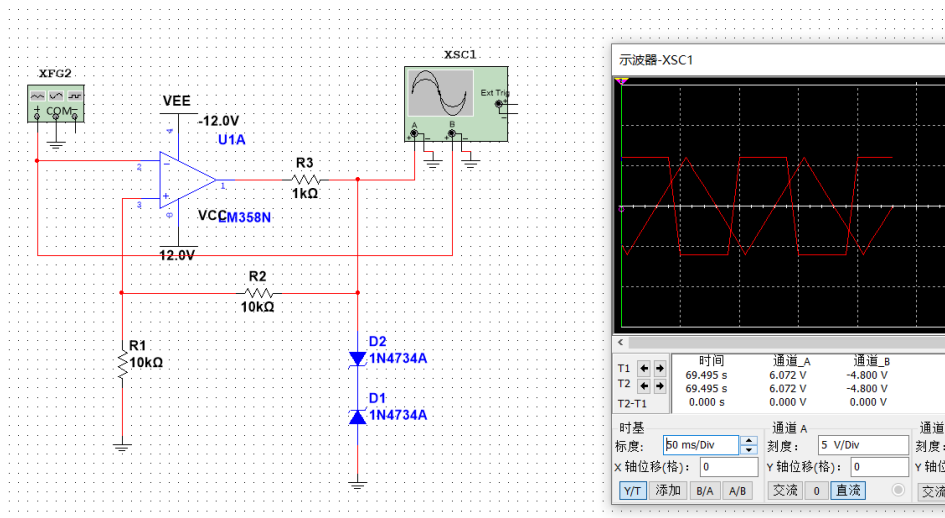 XFG2
COM
VEE
-12.0V
U1A
4
2
3
1
8
VCC
LM358N
12.0V
R3
1kΩ
R2
10kΩ
R1
10kΩ
D2
1N4734A
D1
1N4734A
XSC1
Ext Trig
A
B
示波器-XSC1
时间 通道_A 通道_B
T1 69.495 s 6.072 V -4.800 V
T2 69.495 s 6.072 V -4.800 V
T2-T1 0.000 s 0.000 V 0.000 V
时基 通道 A 通道
标度: 50 ms/Div 刻度: 5 V/Div 刻度:
X 轴位移(格): 0 Y 轴位移(格): 0 Y 轴位
Y/T 添加 B/A A/B 交流 0 直流 交流